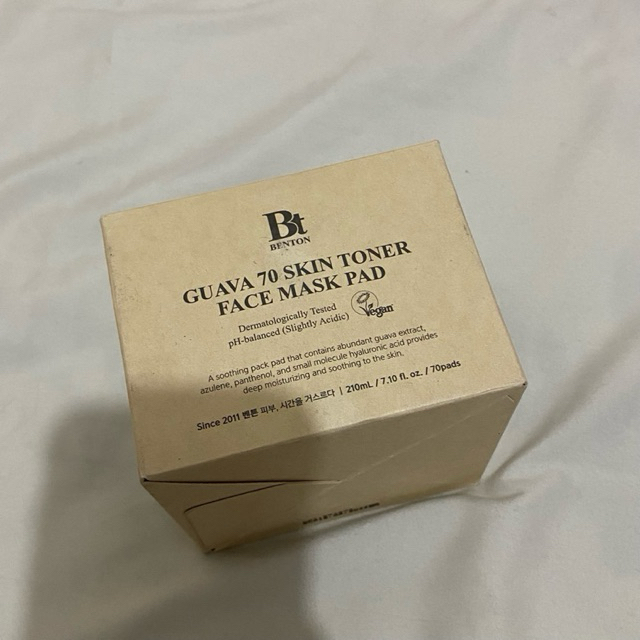 Bt
BENTON
GUAVA 70 SKIN TONER
FACE MASK PAD
Dermatologically Tested
pH-balanced (Slightly Acidic)
Vegan
A soothing pack pad that contains abundant guava extract,
azulene, panthenol, and small molecule hyaluronic acid provides
deep moisturizing and soothing to the skin.
Since 2011 벤튼 피부, 시간을 거스르다 | 210mL / 7.10 fl. oz. / 70pads